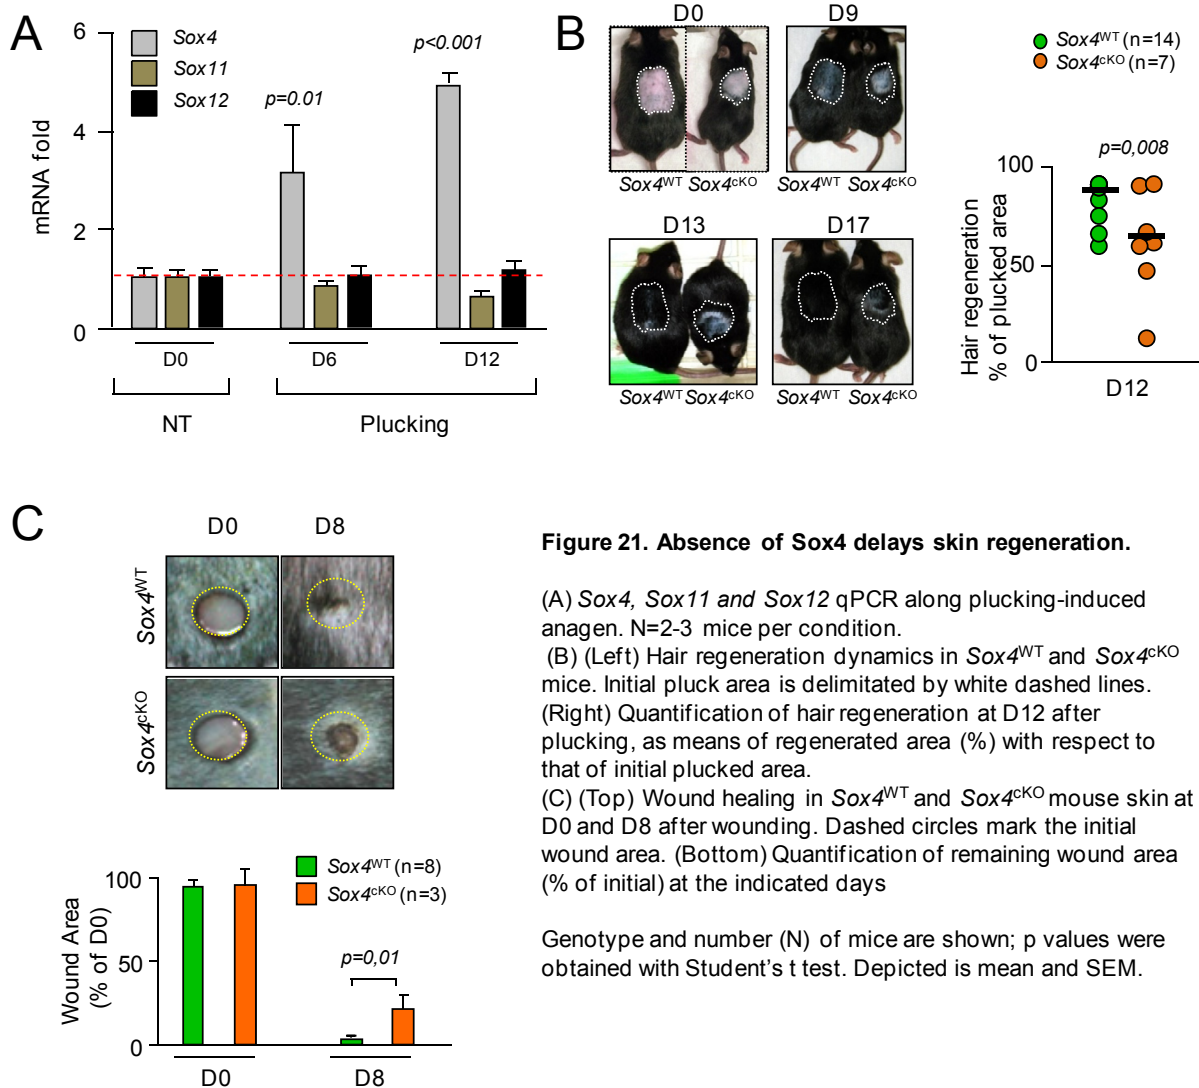 A
6
4
2
0
mRNA fold
Sox4
Sox11
Sox12
p=0.01
p<0.001
D0
D6
D12
NT
Plucking
B
D0
D9
Sox4WT Sox4cKO
Sox4WT Sox4cKO
D13
D17
Sox4WT Sox4cKO
Sox4WT Sox4cKO
Sox4WT (n=14)
Sox4cKO (n=7)
p=0,008
100
50
0
Hair regeneration
% of plucked area
D12
C
D0
D8
Sox4WT
Sox4cKO
Sox4WT (n=8)
Sox4cKO (n=3)
100
50
0
Wound Area
(% of D0)
p=0,01
D0
D8
Figure 21. Absence of Sox4 delays skin regeneration.
(A) Sox4, Sox11 and Sox12 qPCR along plucking-induced
anagen. N=2-3 mice per condition.
(B) (Left) Hair regeneration dynamics in Sox4WT and Sox4cKO
mice. Initial pluck area is delimitated by white dashed lines.
(Right) Quantification of hair regeneration at D12 after
plucking, as means of regenerated area (%) with respect to
that of initial plucked area.
(C) (Top) Wound healing in Sox4WT and Sox4cKO mouse skin at
D0 and D8 after wounding. Dashed circles mark the initial
wound area. (Bottom) Quantification of remaining wound area
(% of initial) at the indicated days
Genotype and number (N) of mice are shown; p values were
obtained with Student's t test. Depicted is mean and SEM.